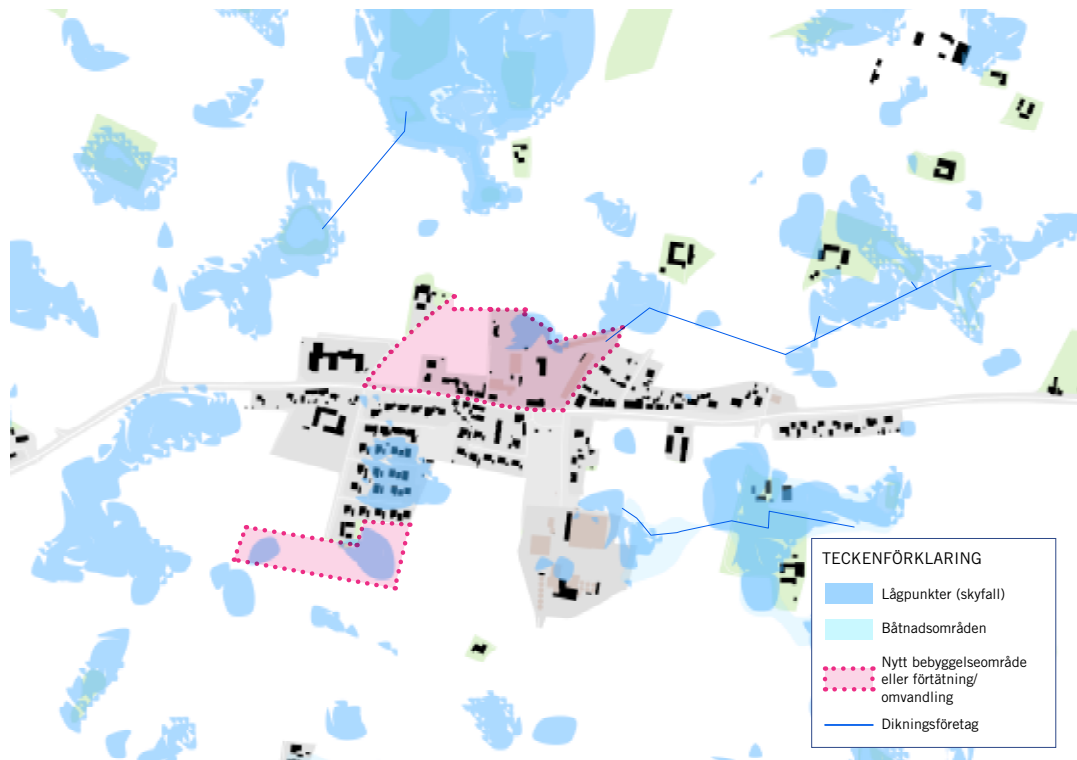 TECKENFÖRKLARING
Lågpunkter (skyfall)
Båtnadsområden
Nytt bebyggelseområde
eller förtätning/
omvandling
Dikningsföretag